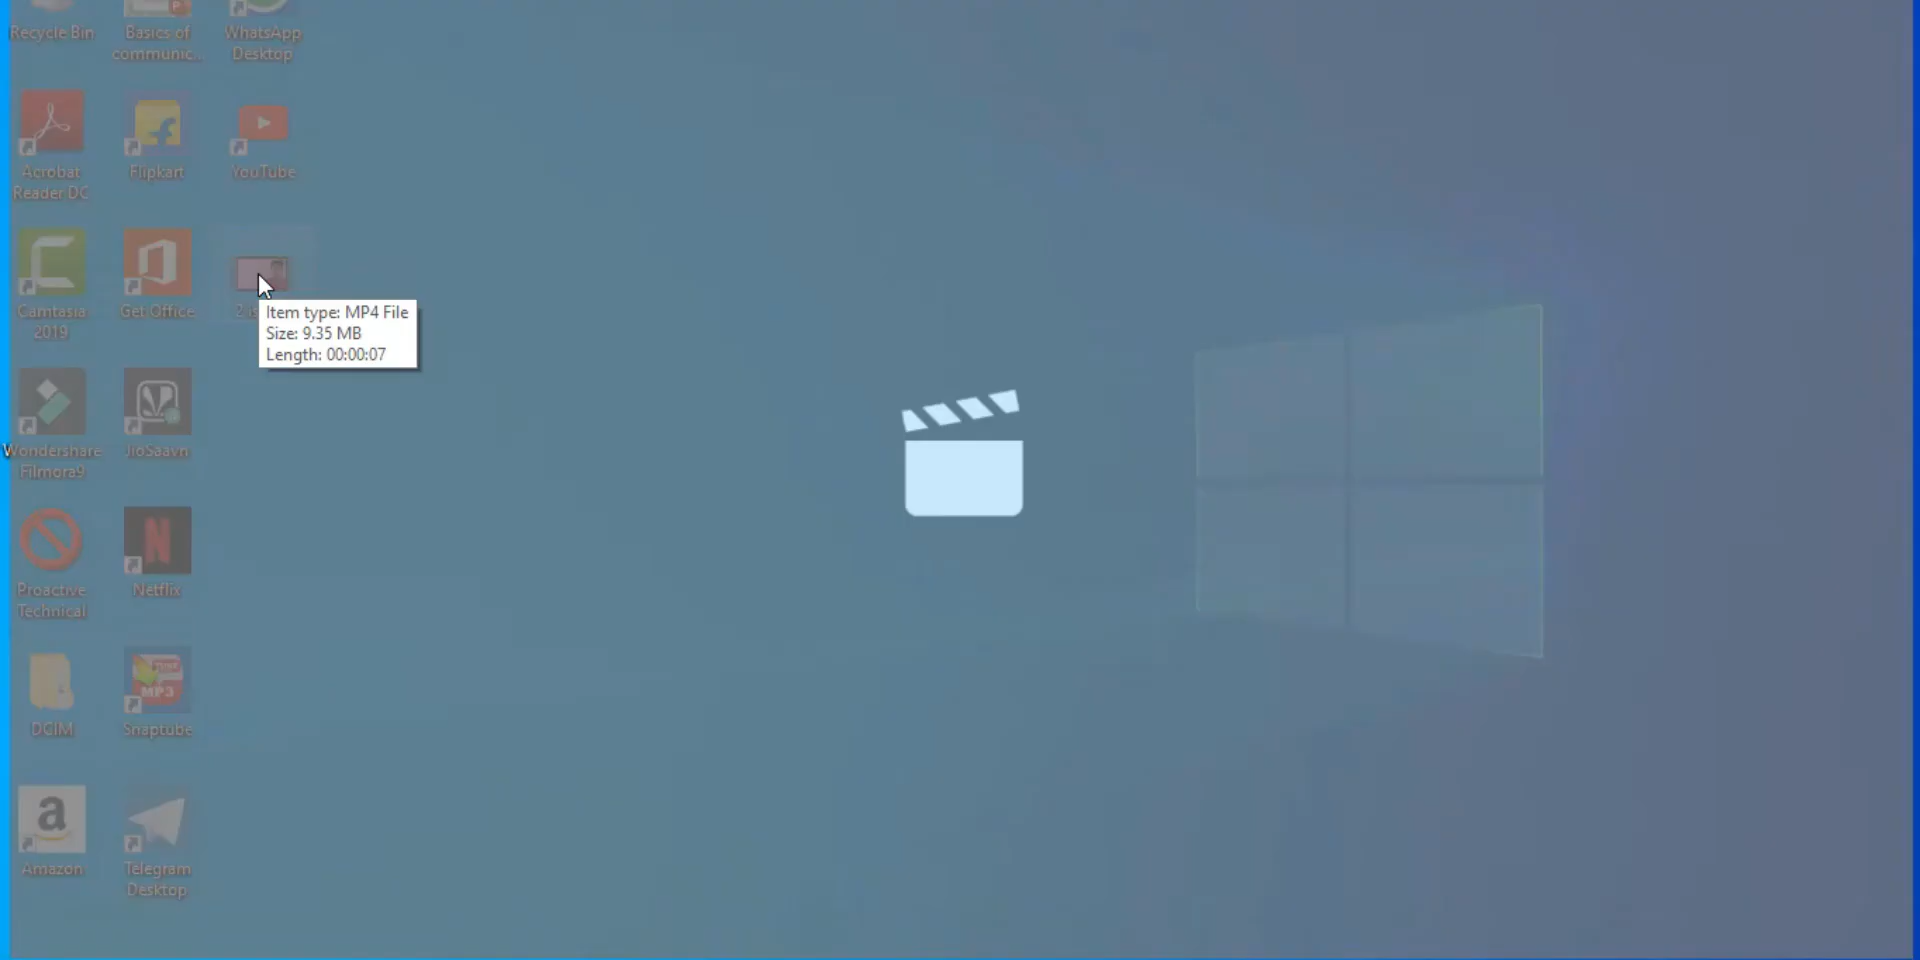 Recycle Bin
Basics of
communic...
WhatsApp
Desktop
Acrobat
Reader DC
Flipkart
YouTube
Camtasia
2019
Get Office
Item type: MP4 File
Size: 9.35 MB
Length: 00:00:07
Wondershare
Filmora9
JioSaavn
Proactive
Technical
N
Netflix
DCIM
MP3
Snaptube
a
Amazon
Telegram
Desktop